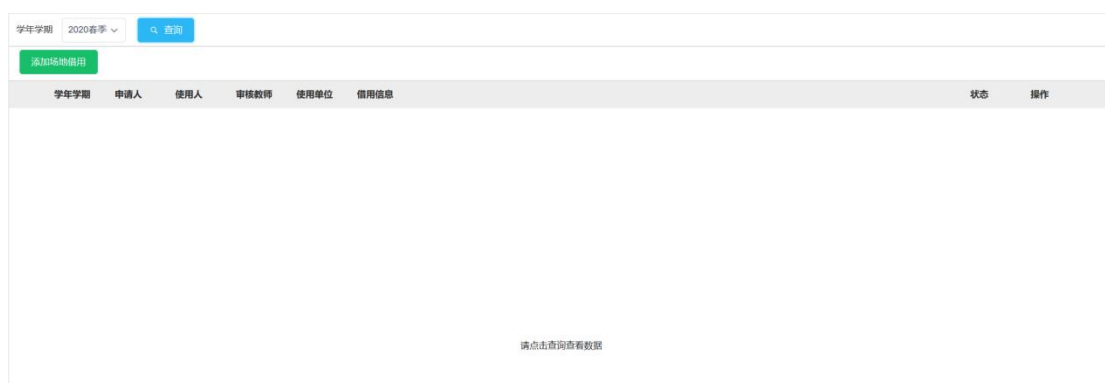 学年学期 2020春季 查询
添加场地借用
学年学期 申请人 使用人 审核教师 使用单位 借用信息 状态 操作
请点击查询查看数据